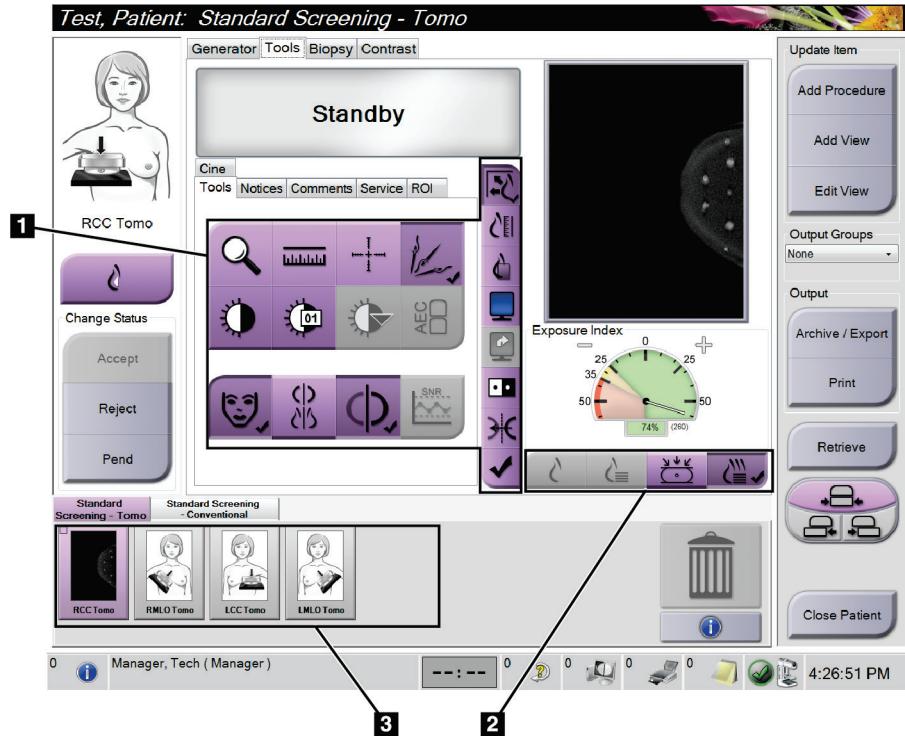 Test, Patient: Standard Screening - Tomo
Generator Tools Biopsy Contrast
Standby
Cine
Tools Notices Comments Service ROI
01
AEC
SNR
RCC Tomo
Change Status
Accept
Reject
Pend
Exposure Index
0
25 25
35
50 50
74% (260)
Update Item
Add Procedure
Add View
Edit View
Output Groups
None
Output
Archive / Export
Print
Retrieve
Close Patient
Standard
Screening - Tomo
Standard Screening
- Conventional
RCC Tomo
RMLO Tomo
LCC Tomo
LMLO Tomo
0 Manager, Tech ( Manager ) --:-- 0 0 0 0 4:26:51 PM
1
3
2